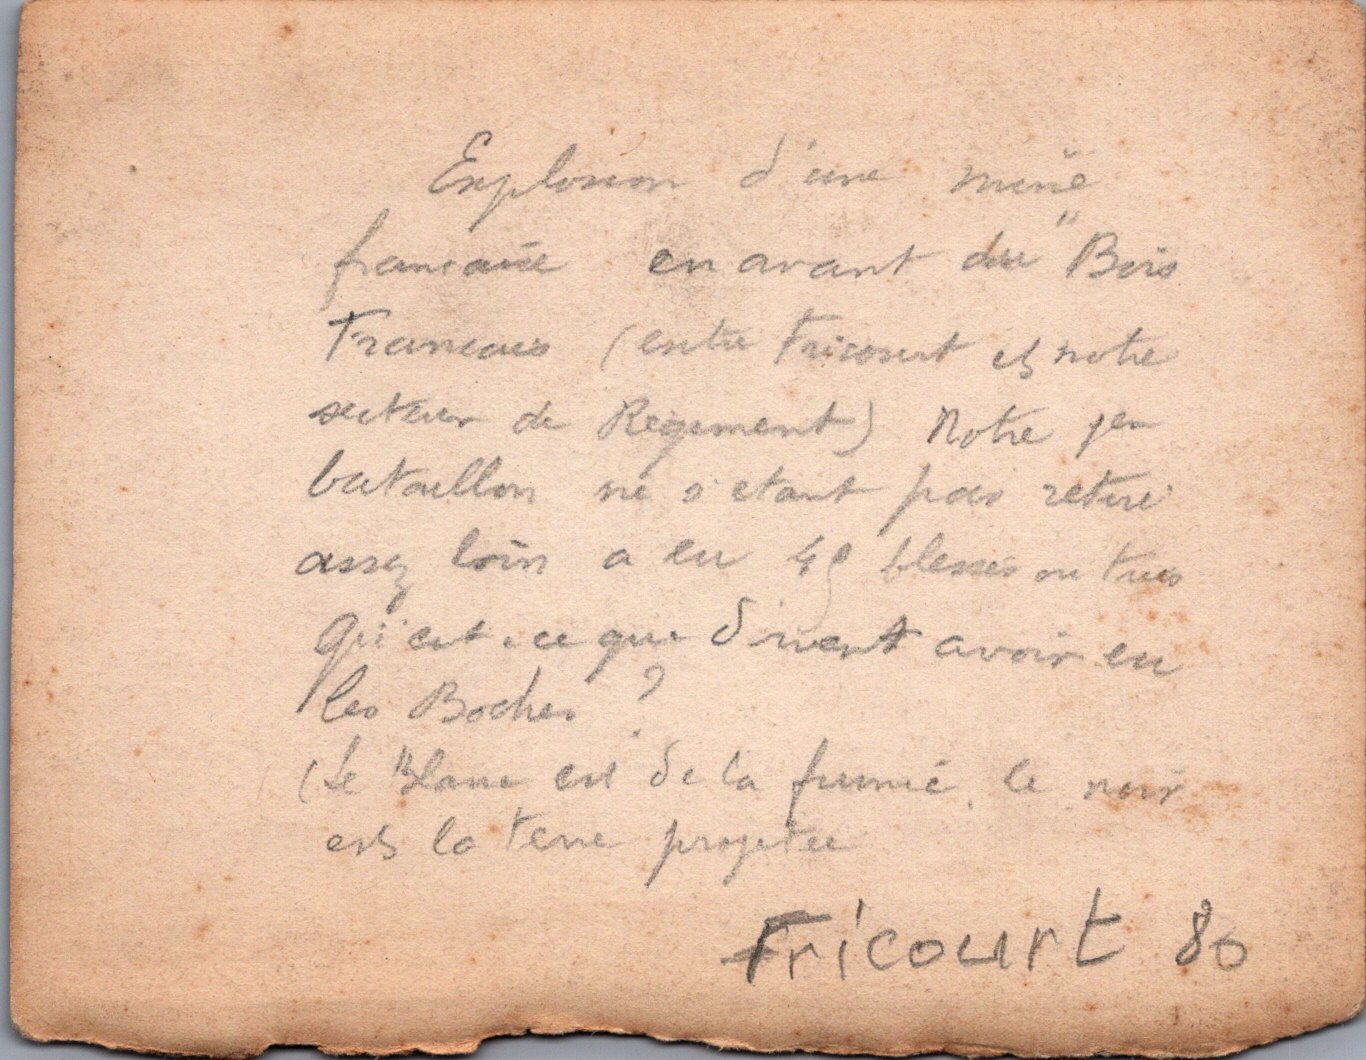 Explosion d'une mine
française en avant du "Bois
Francais (entre Fricourt et notre
secteur de Regiment) Notre 1er
bataillon ne s'etant pas retiré
assez loin a eu 49 blessés ou tués
Qu'est-ce que doivent avoir eu
les Boches ?
(Le blanc est de la fumée, le noir
est la terre projetée
Fricourt 80